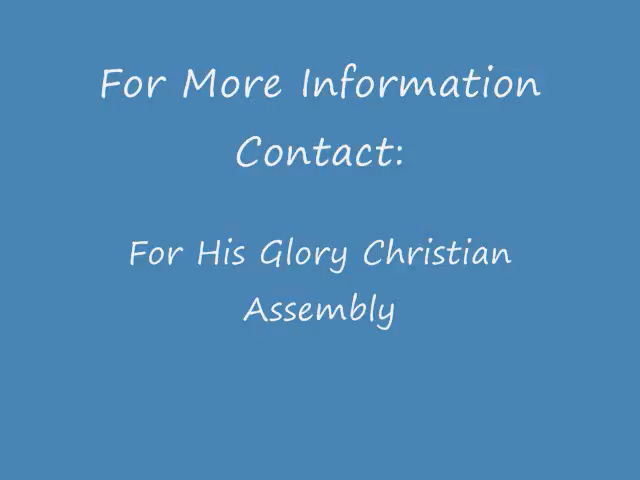 For More Information
Contact:
For His Glory Christian
Assembly